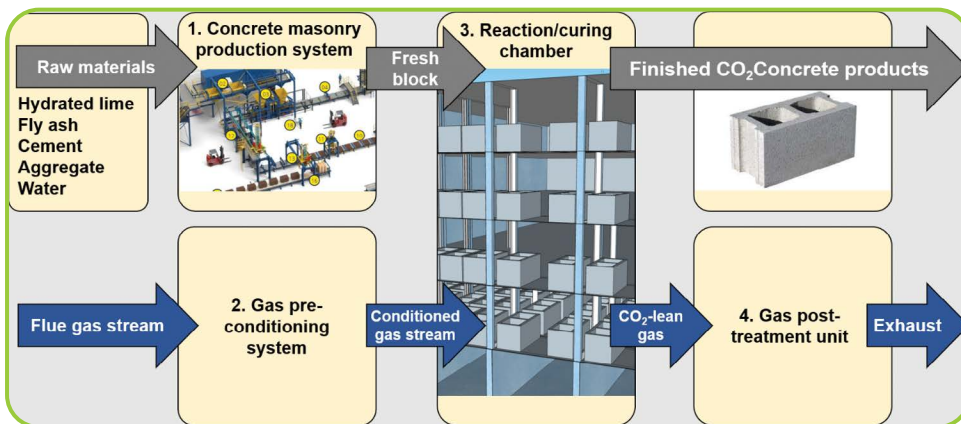 1. Concrete masonry
production system
3. Reaction/curing
chamber
Raw materials
Fresh
block
Finished CO₂Concrete products
Hydrated lime
Fly ash
Cement
Aggregate
Water
Flue gas stream
2. Gas pre-
conditioning
system
Conditioned
gas stream
CO₂-lean
gas
4. Gas post-
treatment unit
Exhaust